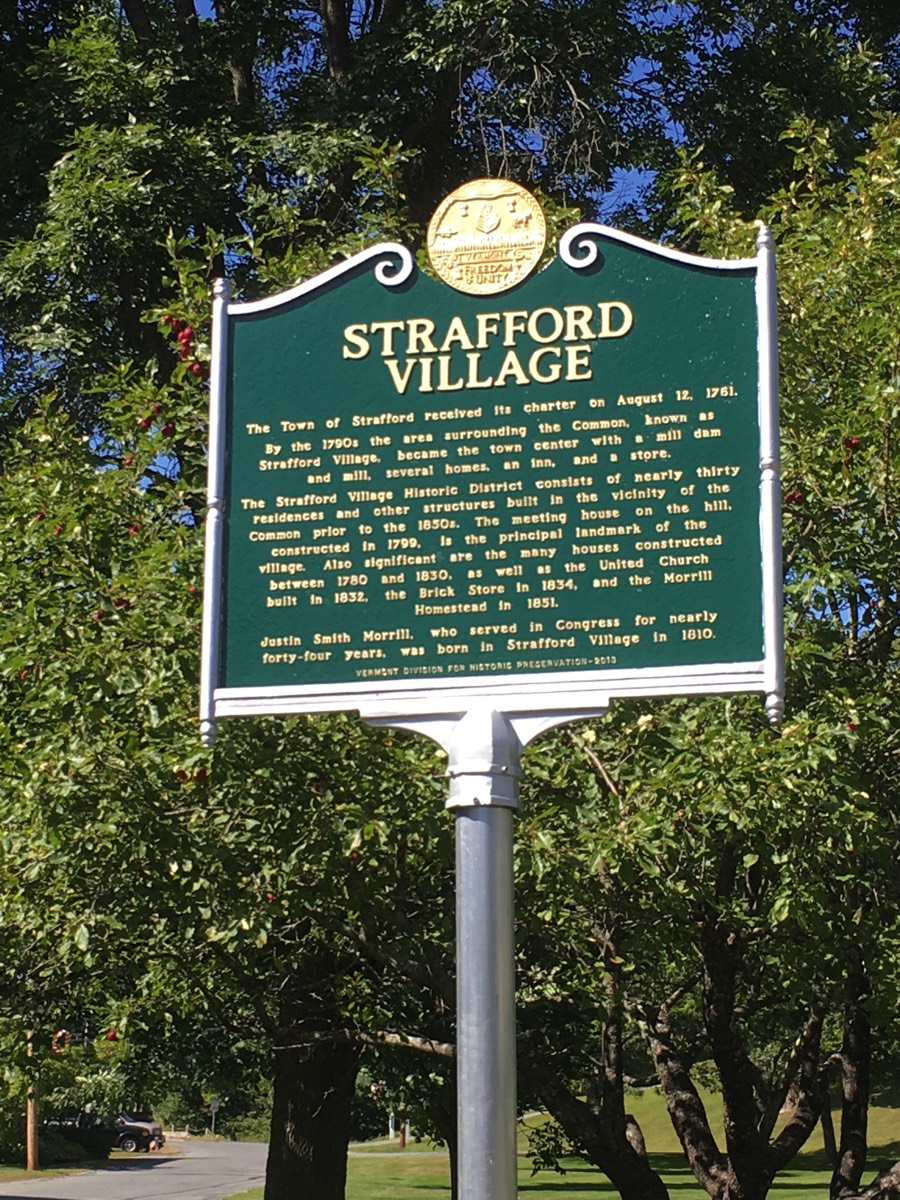 VERMONT
FREEDOM
& UNITY
STRAFFORD
VILLAGE
The Town of Strafford received its charter on August 12, 1761.
By the 1790s the area surrounding the Common, known as
Strafford Village, became the town center with a mill dam
and mill, several homes, an inn, and a store.
The Strafford Village Historic District consists of nearly thirty
residences and other structures built in the vicinity of the
Common prior to the 1850s. The meeting house on the hill,
constructed in 1799, is the principal landmark of the
village. Also significant are the many houses constructed
between 1780 and 1830, as well as the United Church
built in 1832, the Brick Store in 1834, and the Morrill
Homestead in 1851.
Justin Smith Morrill, who served in Congress for nearly
forty-four years, was born in Strafford Village in 1810.
VERMONT DIVISION FOR HISTORIC PRESERVATION-2013